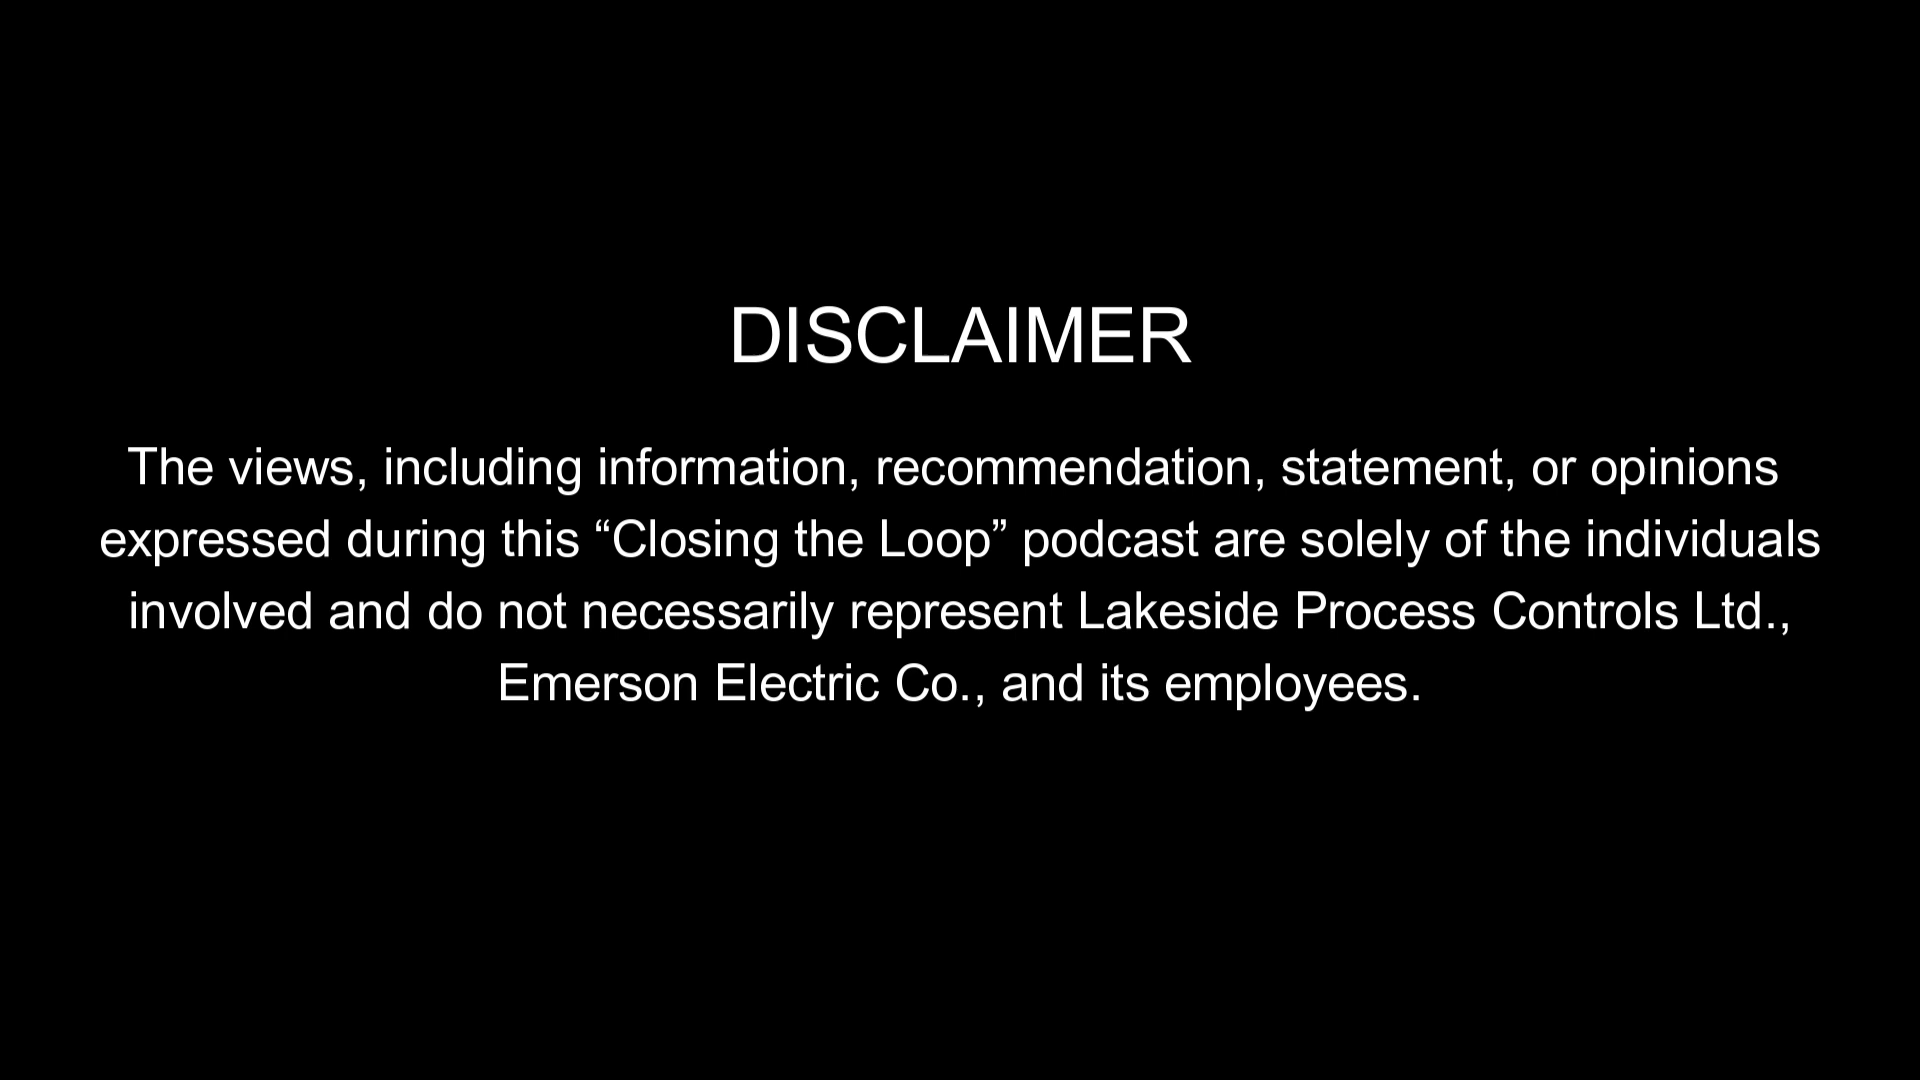 DISCLAIMER
The views, including information, recommendation, statement, or opinions
expressed during this “Closing the Loop” podcast are solely of the individuals
involved and do not necessarily represent Lakeside Process Controls Ltd.,
Emerson Electric Co., and its employees.